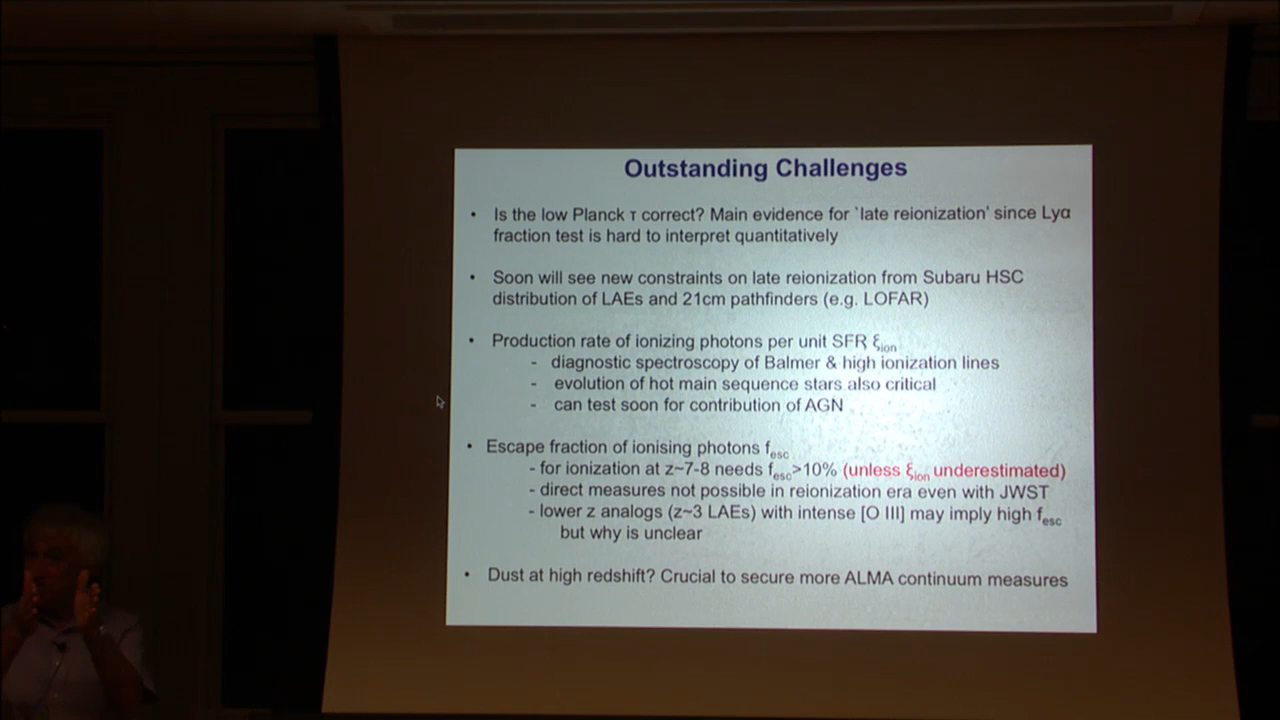 Outstanding Challenges
• Is the low Planck τ correct? Main evidence for `late reionization' since Lyα
fraction test is hard to interpret quantitatively
• Soon will see new constraints on late reionization from Subaru HSC
distribution of LAEs and 21cm pathfinders (e.g. LOFAR)
• Production rate of ionizing photons per unit SFR ξion
- diagnostic spectroscopy of Balmer & high ionization lines
- evolution of hot main sequence stars also critical
- can test soon for contribution of AGN
• Escape fraction of ionising photons fesc
- for ionization at z~7-8 needs fesc>10% (unless ξion underestimated)
- direct measures not possible in reionization era even with JWST
- lower z analogs (z~3 LAEs) with intense [O III] may imply high fesc
but why is unclear
• Dust at high redshift? Crucial to secure more ALMA continuum measures